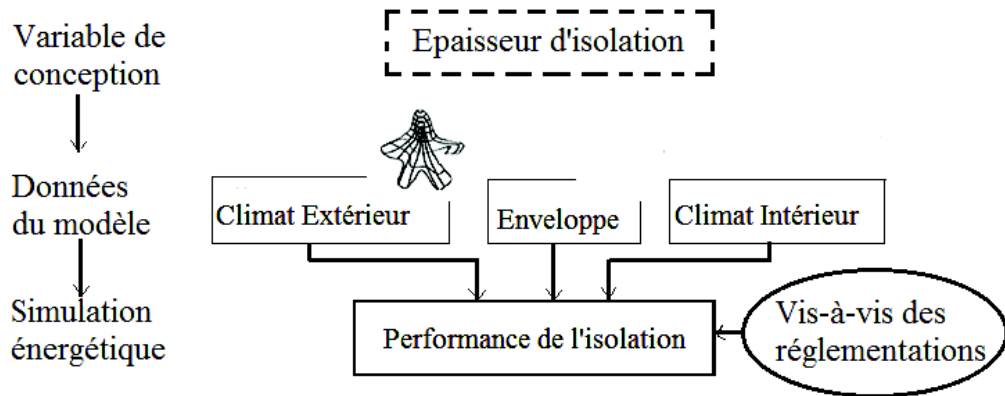 Variable de
conception
Epaisseur d'isolation
Données
du modèle
Climat Extérieur
Enveloppe
Climat Intérieur
Simulation
énergétique
Performance de l'isolation
Vis-à-vis des
réglementations